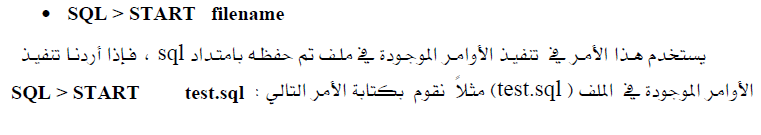 • SQL > START filename
يستخدم هذا الأمر في تنفيذ الأوامر الموجودة في ملف تم حفظه بامتداد sql ، فإذا أردنا تنفيذ
الأوامر الموجودة في الملف ( test.sql) مثلاً نقوم بكتابة الأمر التالي : SQL > START test.sql